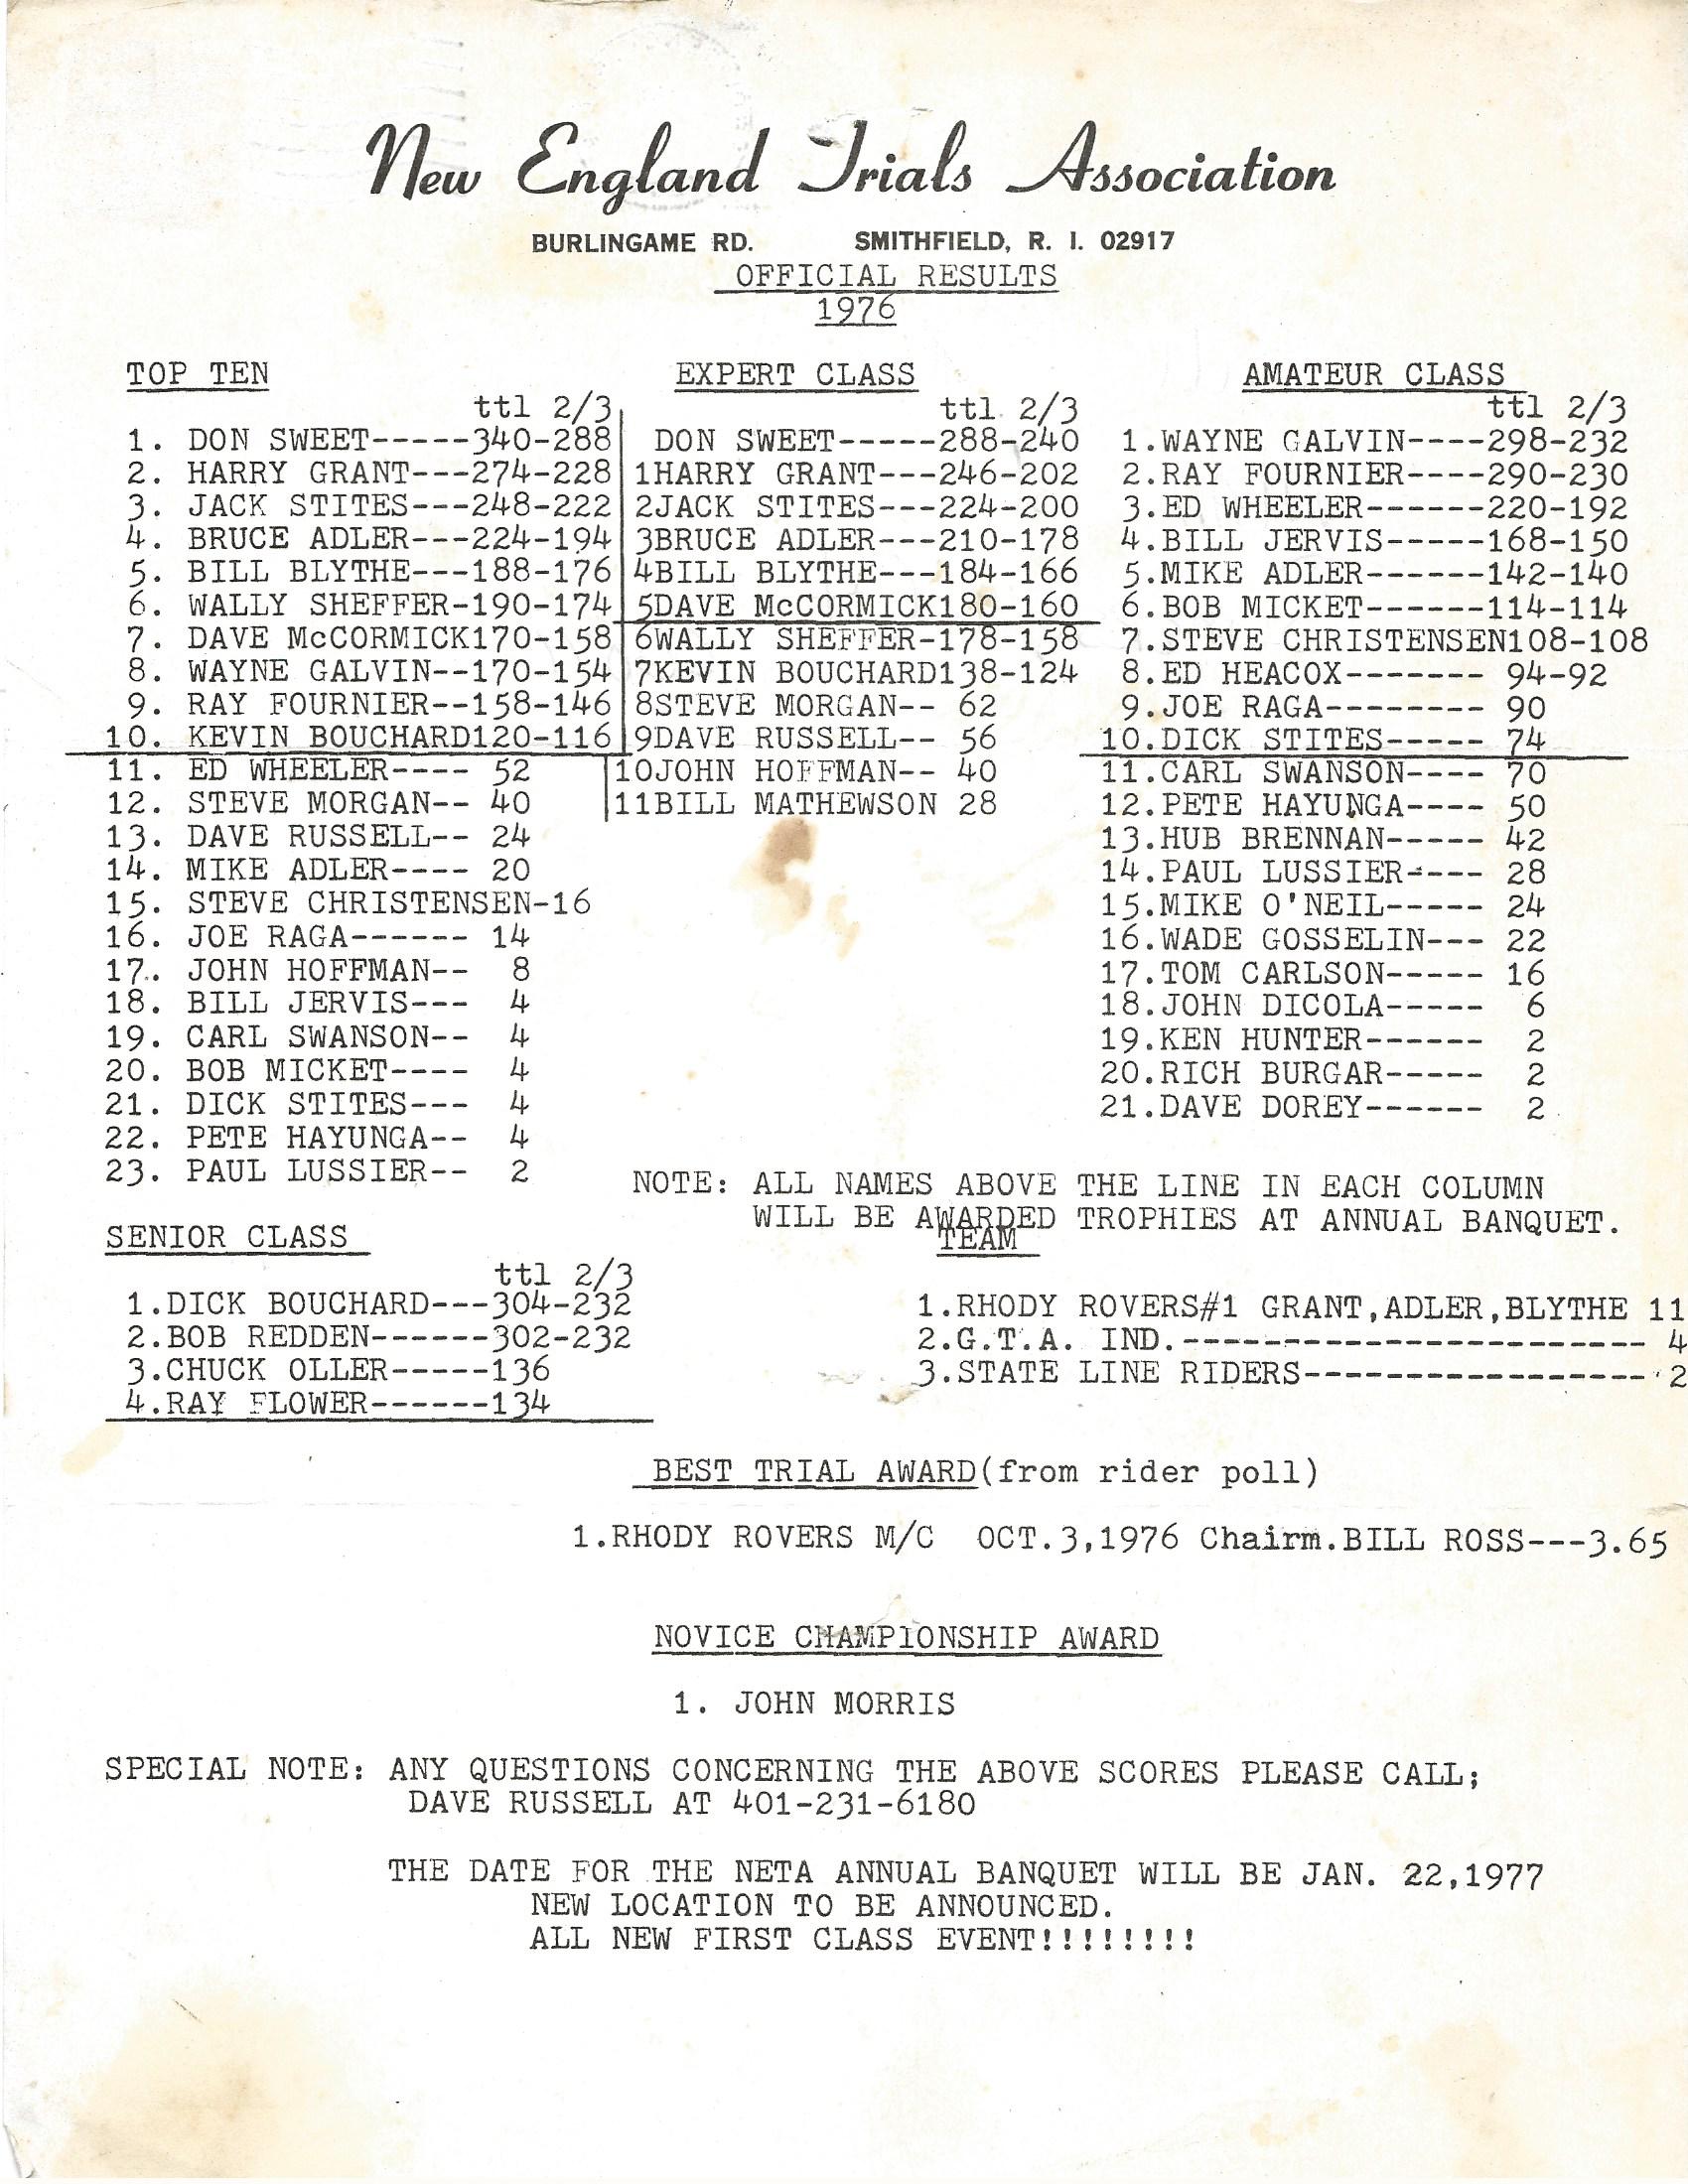 New England Trials Association
BURLINGAME RD. SMITHFIELD, R. I. 02917
OFFICIAL RESULTS
1976
TOP TEN
ttl 2/3
1. DON SWEET-----340-288
2. HARRY GRANT---274-228
3. JACK STITES---248-222
4. BRUCE ADLER---224-194
5. BILL BLYTHE---188-176
6. WALLY SHEFFER-190-174
7. DAVE McCORMICK170-158
8. WAYNE GALVIN--170-154
9. RAY FOURNIER--158-146
10. KEVIN BOUCHARD120-116
11. ED WHEELER---- 52
12. STEVE MORGAN-- 40
13. DAVE RUSSELL-- 24
14. MIKE ADLER---- 20
15. STEVE CHRISTENSEN-16
16. JOE RAGA------ 14
17. JOHN HOFFMAN-- 8
18. BILL JERVIS--- 4
19. CARL SWANSON-- 4
20. BOB MICKET---- 4
21. DICK STITES--- 4
22. PETE HAYUNGA-- 4
23. PAUL LUSSIER-- 2
EXPERT CLASS
ttl 2/3
DON SWEET-----288-240
1HARRY GRANT---246-202
2JACK STITES---224-200
3BRUCE ADLER---210-178
4BILL BLYTHE---184-166
5DAVE McCORMICK180-160
6WALLY SHEFFER-178-158
7KEVIN BOUCHARD138-124
8STEVE MORGAN-- 62
9DAVE RUSSELL-- 56
10JOHN HOFFMAN-- 40
11BILL MATHEWSON 28
AMATEUR CLASS
ttl 2/3
1.WAYNE GALVIN----298-232
2.RAY FOURNIER----290-230
3.ED WHEELER------220-192
4.BILL JERVIS-----168-150
5.MIKE ADLER------142-140
6.BOB MICKET------114-114
7.STEVE CHRISTENSEN108-108
8.ED HEACOX------- 94-92
9.JOE RAGA-------- 90
10.DICK STITES----- 74
11.CARL SWANSON---- 70
12.PETE HAYUNGA---- 50
13.HUB BRENNAN----- 42
14.PAUL LUSSIER---- 28
15.MIKE O'NEIL----- 24
16.WADE GOSSELIN--- 22
17.TOM CARLSON----- 16
18.JOHN DICOLA----- 6
19.KEN HUNTER------ 2
20.RICH BURGAR----- 2
21.DAVE DOREY------ 2
NOTE: ALL NAMES ABOVE THE LINE IN EACH COLUMN
WILL BE AWARDED TROPHIES AT ANNUAL BANQUET.
SENIOR CLASS
ttl 2/3
1.DICK BOUCHARD---304-232
2.BOB REDDEN------302-232
3.CHUCK OLLER-----136
4.RAY FLOWER------134
TEAM
1.RHODY ROVERS#1 GRANT,ADLER,BLYTHE 11
2.G.T.A. IND.----------------------- 4
3.STATE LINE RIDERS----------------- 2
BEST TRIAL AWARD(from rider poll)
1.RHODY ROVERS M/C OCT.3,1976 Chairm.BILL ROSS---3.65
NOVICE CHAMPIONSHIP AWARD
1. JOHN MORRIS
SPECIAL NOTE: ANY QUESTIONS CONCERNING THE ABOVE SCORES PLEASE CALL;
DAVE RUSSELL AT 401-231-6180
THE DATE FOR THE NETA ANNUAL BANQUET WILL BE JAN. 22,1977
NEW LOCATION TO BE ANNOUNCED.
ALL NEW FIRST CLASS EVENT!!!!!!!!